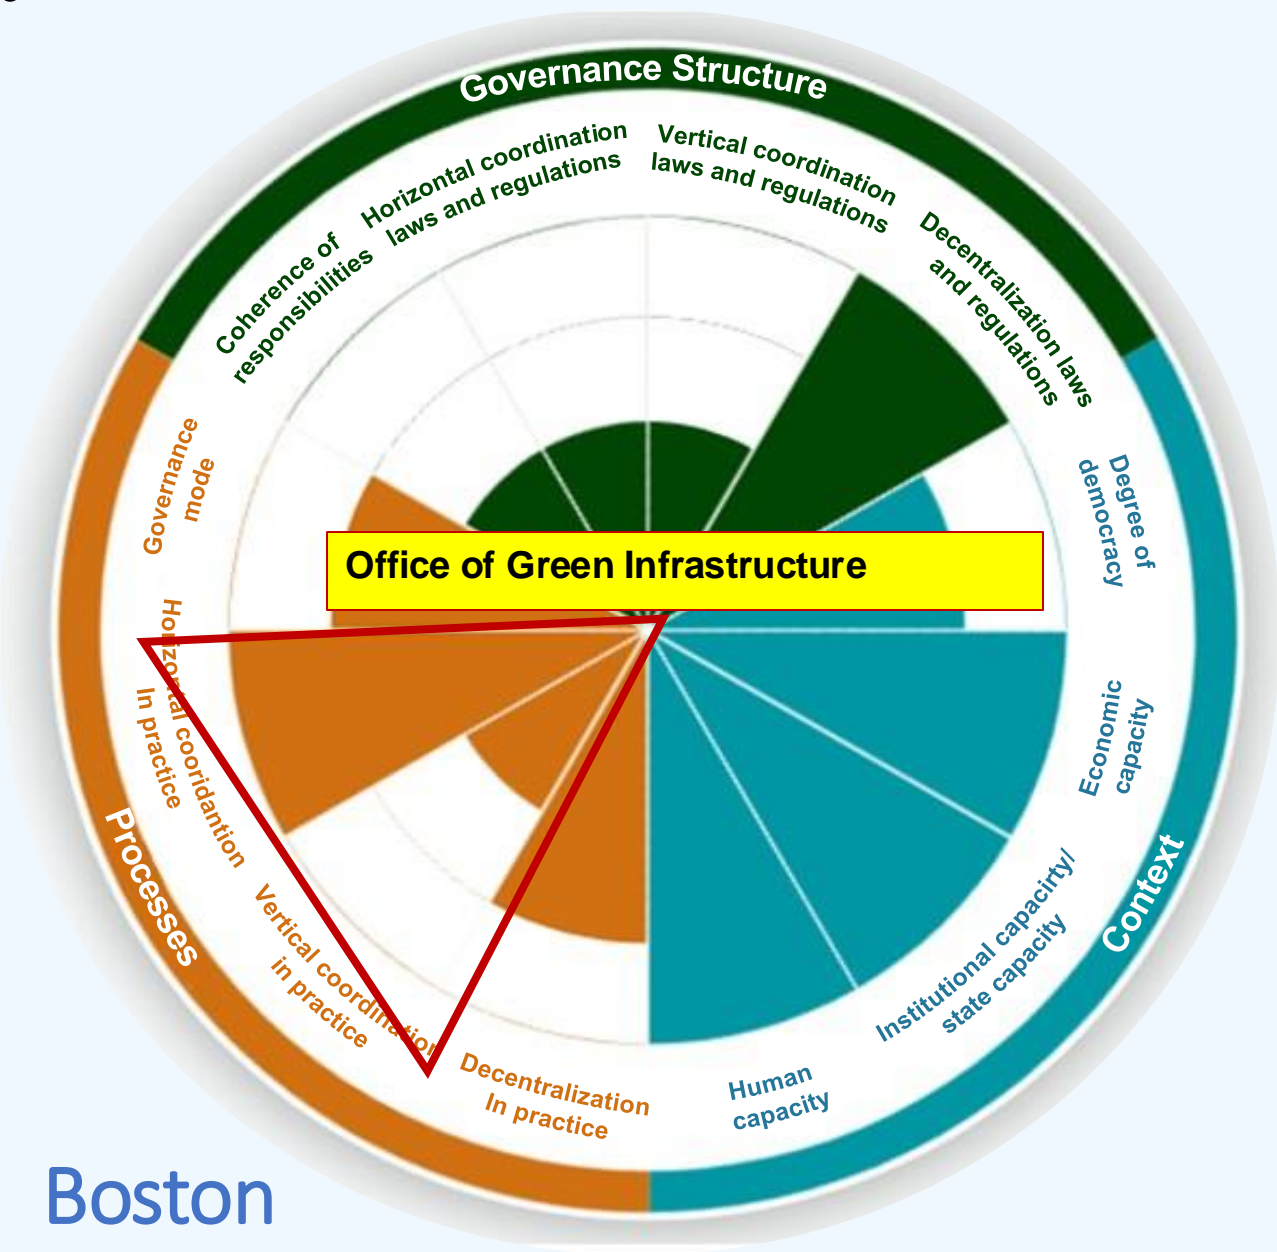 Governance Structure
Horizontal coordination
laws and regulations
Vertical coordination
laws and regulations
Coherence of
responsibilities
Decentralization laws
and regulations
Governance
mode
Degree of
democracy
Office of Green Infrastructure
Horizontal cooridantion
In practice
Economic
capacity
Processes
Context
Vertical coordination
in practice
Institutional capacirty/
state capacity
Decentralization
In practice
Human
capacity
Boston